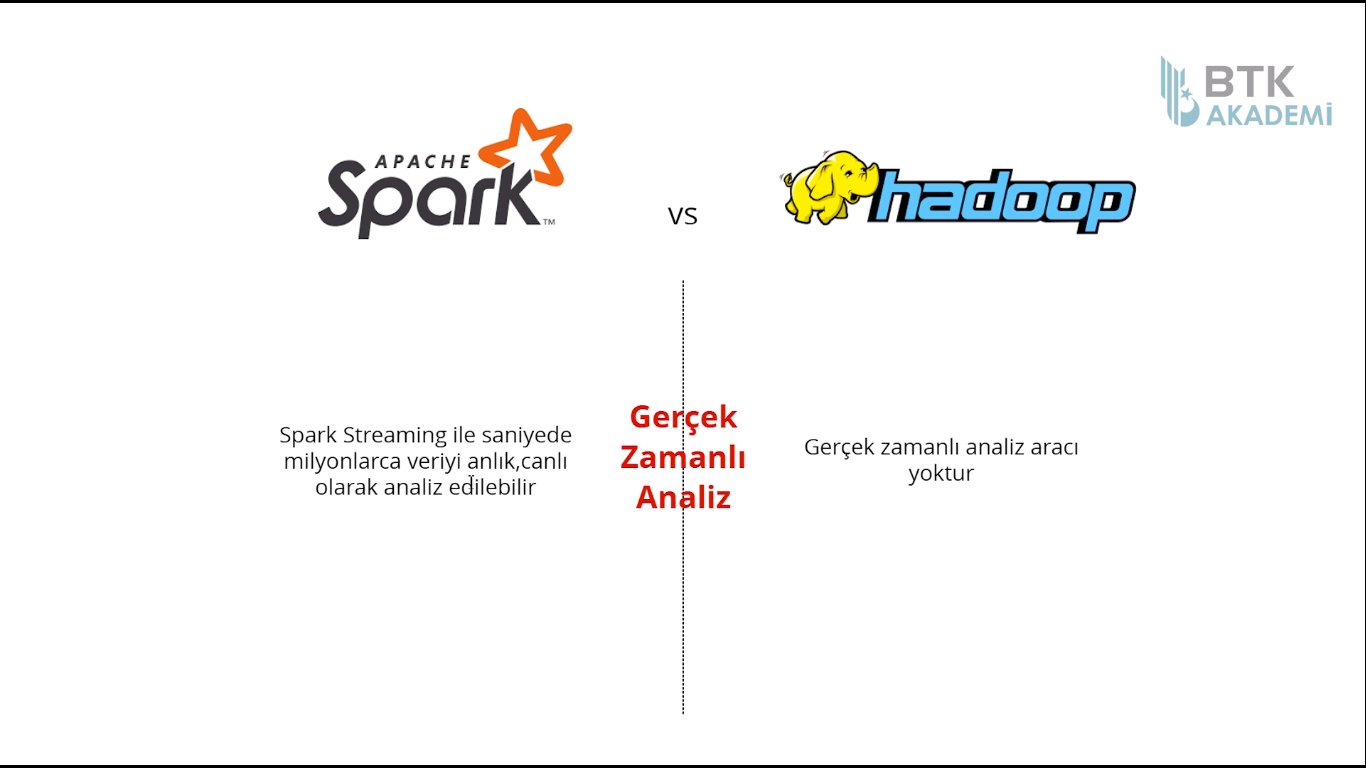 BTK
AKADEMİ
APACHE
Spark™
vs
hadoop
Spark Streaming ile saniyede
milyonlarca veriyi anlık,canlı
olarak analiz edilebilir
Gerçek
Zamanlı
Analiz
Gerçek zamanlı analiz aracı
yoktur